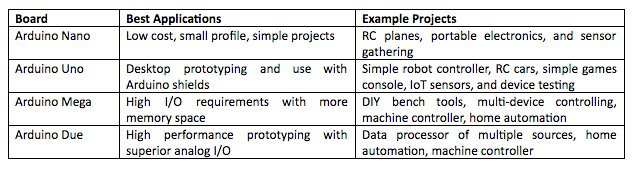 Board Best Applications Example Projects
Arduino Nano Low cost, small profile, simple projects RC planes, portable electronics, and sensor
gathering
Arduino Uno Desktop prototyping and use with Simple robot controller, RC cars, simple games
Arduino shields console, IoT sensors, and device testing
Arduino Mega High I/O requirements with more DIY bench tools, multi-device controlling,
memory space machine controller, home automation
Arduino Due High performance prototyping with Data processor of multiple sources, home
superior analog I/O automation, machine controller